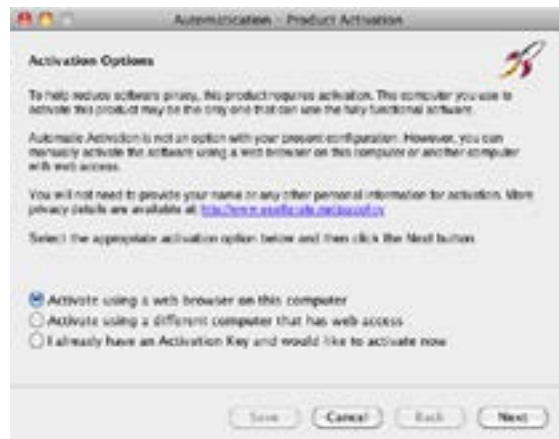 Product Activation
Activation Options
To help reduce software piracy, this product requires activation. The computer you use to
activate this product may be the only one that can use the fully functional software.
Automatic Activation is not an option with your present configuration. However, you can
manually activate the software using a web browser on this computer or another computer
with web access.
You will not need to provide your name or any other personal information for activation. More
privacy details are available at
Select the appropriate activation option below and then click the Next button.
Activate using a web browser on this computer
Activate using a different computer that has web access
I already have an Activation Key and would like to activate now
Save
Cancel
Back
Next